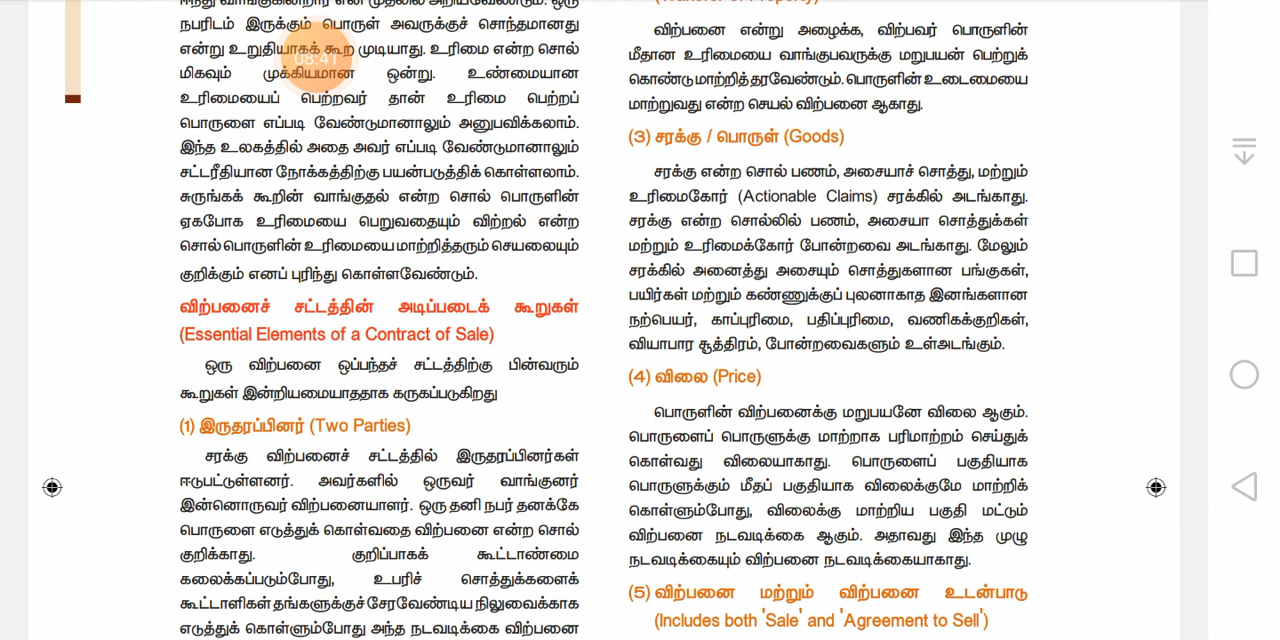 நபரிடம் இருக்கும் பொருள் அவருக்குச் சொந்தமானது
என்று உறுதியாகக் கூற முடியாது. உரிமை என்ற சொல்
மிகவும் முக்கியமான ஒன்று. உண்மையான
உரிமையைப் பெற்றவர் தான் உரிமை பெற்றப்
பொருளை எப்படி வேண்டுமானாலும் அனுபவிக்கலாம்.
இந்த உலகத்தில் அதை அவர் எப்படி வேண்டுமானாலும்
சட்டரீதியான நோக்கத்திற்கு பயன்படுத்திக் கொள்ளலாம்.
சுருங்கக் கூறின் வாங்குதல் என்ற சொல் பொருளின்
ஏகபோக உரிமையை பெறுவதையும் விற்றல் என்ற
சொல் பொருளின் உரிமையை மாற்றித்தரும் செயலையும்
குறிக்கும் எனப் புரிந்து கொள்ளவேண்டும்.
விற்பனைச் சட்டத்தின் அடிப்படைக் கூறுகள்
(Essential Elements of a Contract of Sale)
ஒரு விற்பனை ஒப்பந்தச் சட்டத்திற்கு பின்வரும்
கூறுகள் இன்றியமையாததாக கருகப்படுகிறது
(1) இருதரப்பினர் (Two Parties)
சரக்கு விற்பனைச் சட்டத்தில் இருதரப்பினர்கள்
ஈடுபட்டுள்ளனர். அவர்களில் ஒருவர் வாங்குனர்
இன்னொருவர் விற்பனையாளர். ஒரு தனி நபர் தனக்கே
பொருளை எடுத்துக் கொள்வதை விற்பனை என்ற சொல்
குறிக்காது. குறிப்பாகக் கூட்டாண்மை
கலைக்கப்படும்போது, உபரிச் சொத்துக்களைக்
கூட்டாளிகள் தங்களுக்குச் சேரவேண்டிய நிலுவைக்காக
எடுத்துக் கொள்ளும்போது அந்த நடவடிக்கை விற்பனை
விற்பனை என்று அழைக்க, விற்பவர் பொருளின்
மீதான உரிமையை வாங்குபவருக்கு மறுபயன் பெற்றுக்
கொண்டு மாற்றித் தரவேண்டும். பொருளின் உடைமையை
மாற்றுவது என்ற செயல் விற்பனை ஆகாது.
(3) சரக்கு / பொருள் (Goods)
சரக்கு என்ற சொல் பணம், அசையாச் சொத்து, மற்றும்
உரிமைகோர் (Actionable Claims) சரக்கில் அடங்காது.
சரக்கு என்ற சொல்லில் பணம், அசையா சொத்துக்கள்
மற்றும் உரிமைக்கோர் போன்றவை அடங்காது. மேலும்
சரக்கில் அனைத்து அசையும் சொத்துகளான பங்குகள்,
பயிர்கள் மற்றும் கண்ணுக்குப் புலனாகாத இனங்களான
நற்பெயர், காப்புரிமை, பதிப்புரிமை, வணிகக்குறிகள்,
வியாபார சூத்திரம், போன்றவைகளும் உள்அடங்கும்.
(4) விலை (Price)
பொருளின் விற்பனைக்கு மறுபயனே விலை ஆகும்.
பொருளைப் பொருளுக்கு மாற்றாக பரிமாற்றம் செய்துக்
கொள்வது விலையாகாது. பொருளைப் பகுதியாக
பொருளுக்கும் மீதப் பகுதியாக விலைக்குமே மாற்றிக்
கொள்ளும்போது, விலைக்கு மாற்றிய பகுதி மட்டும்
விற்பனை நடவடிக்கை ஆகும். அதாவது இந்த முழு
நடவடிக்கையும் விற்பனை நடவடிக்கையாகாது.
(5) விற்பனை மற்றும் விற்பனை உடன்பாடு
(Includes both 'Sale' and 'Agreement to Sell')
08:41